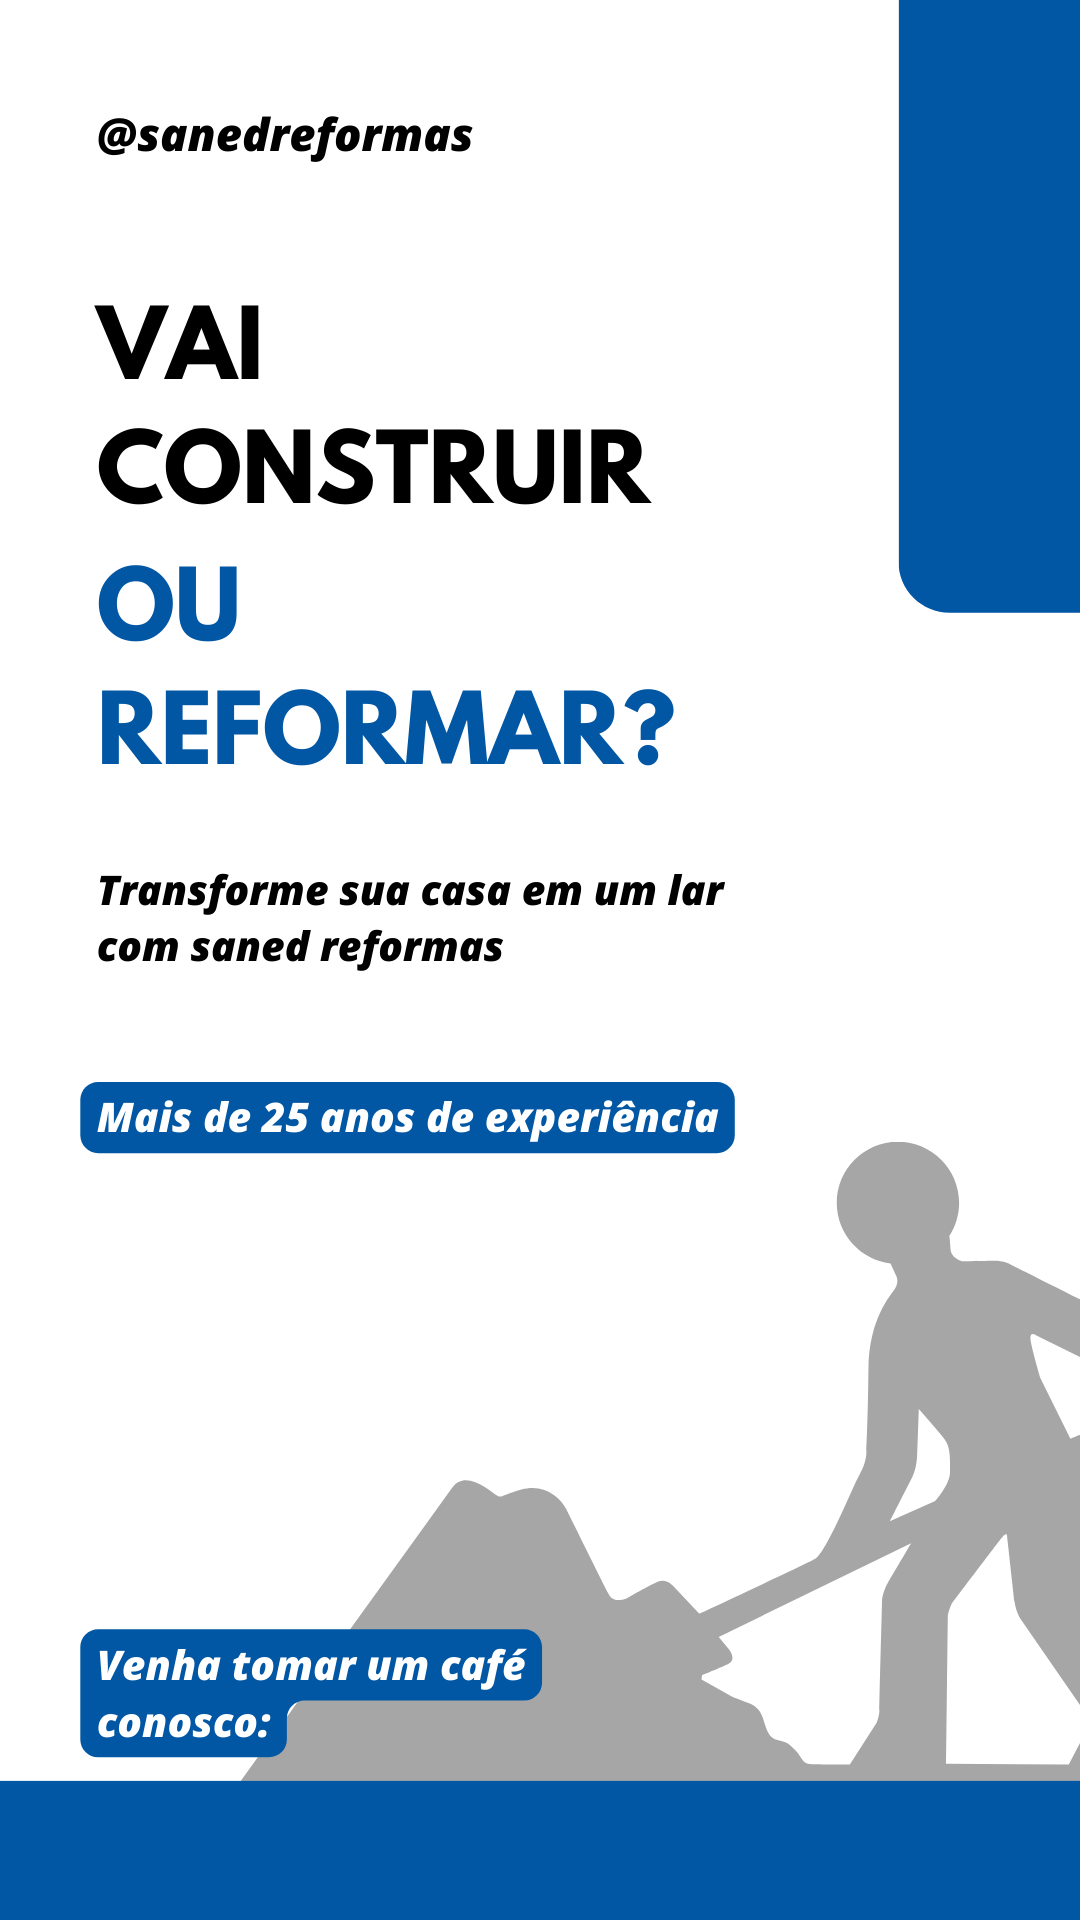 @sanedreformas
VAI
CONSTRUIR
OU
REFORMAR?
Transforme sua casa em um lar
com saned reformas
Mais de 25 anos de experiência
Venha tomar um café
conosco: